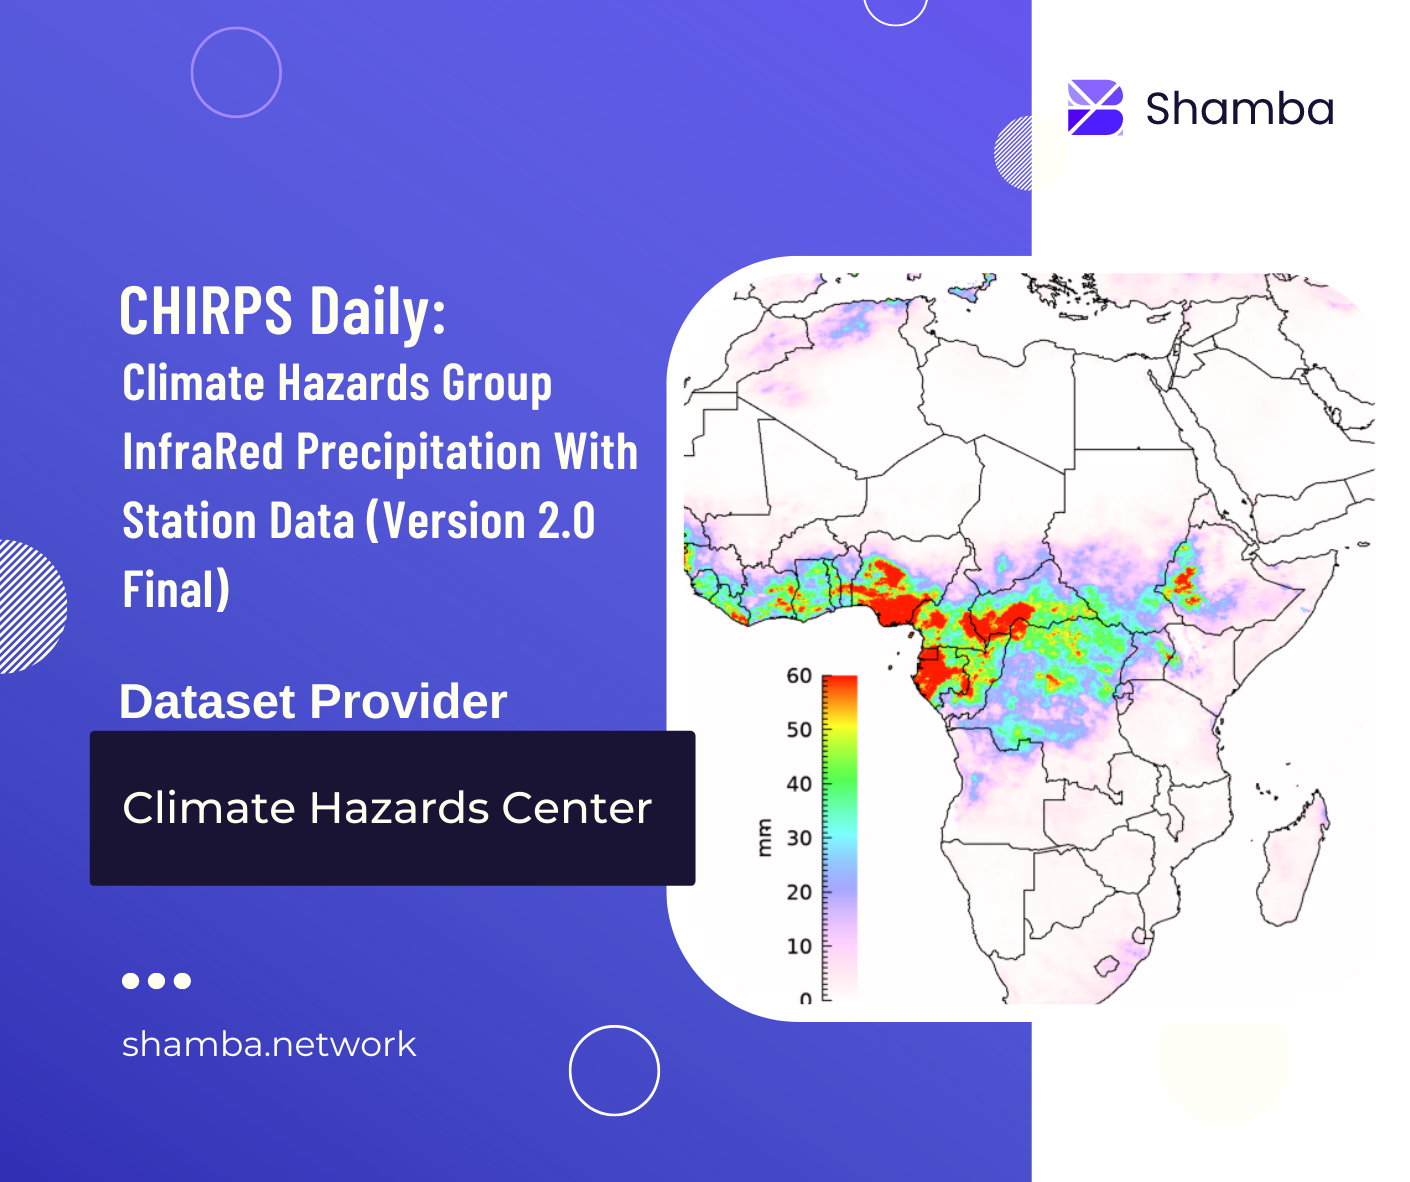 Shamba
CHIRPS Daily:
Climate Hazards Group
InfraRed Precipitation With
Station Data (Version 2.0
Final)
Dataset Provider
Climate Hazards Center
shamba.network
60
50
40
30
20
10
0
mm